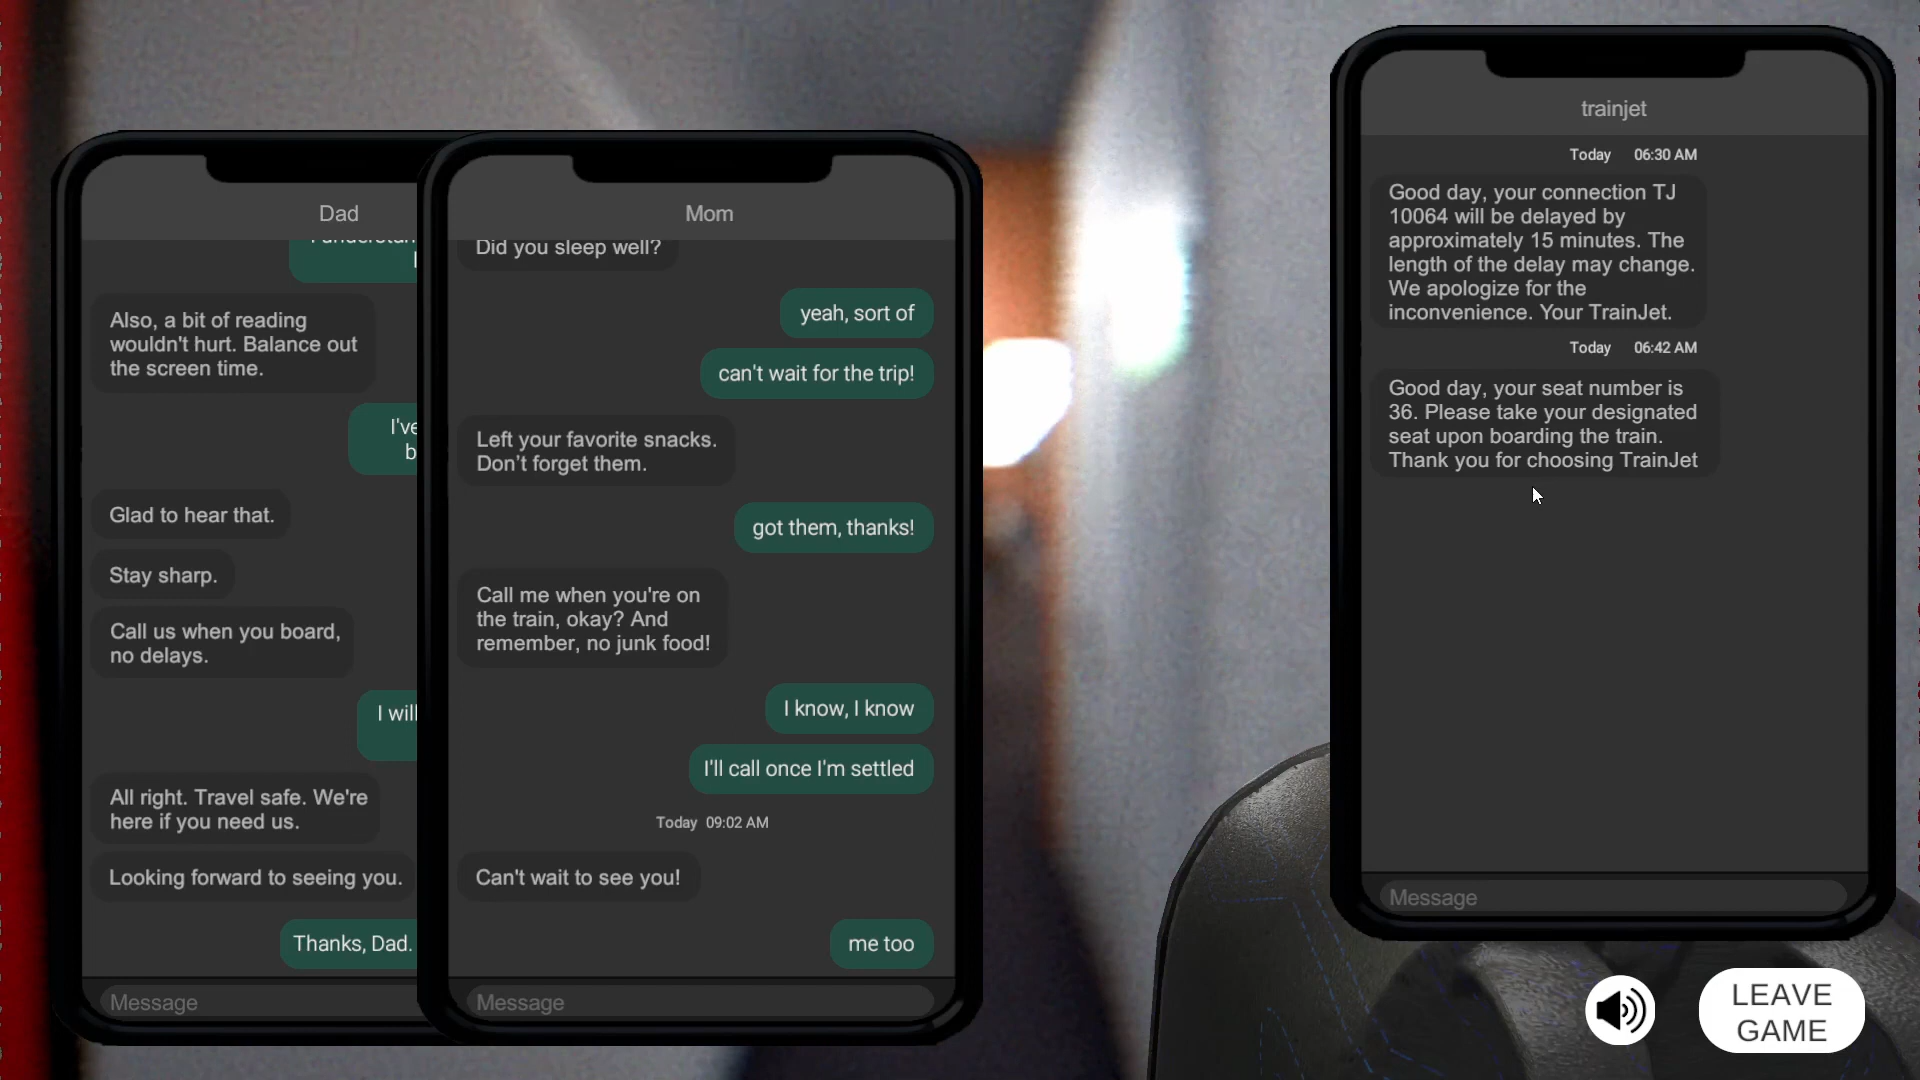 Dad
Also, a bit of reading
wouldn't hurt. Balance out
the screen time.
I've
Glad to hear that.
Stay sharp.
Call us when you board,
no delays.
I will
All right. Travel safe. We're
here if you need us.
Looking forward to seeing you.
Thanks, Dad.
Message
Mom
Did you sleep well?
yeah, sort of
can't wait for the trip!
Left your favorite snacks.
Don't forget them.
got them, thanks!
Call me when you're on
the train, okay? And
remember, no junk food!
I know, I know
I'll call once I'm settled
Today 09:02 AM
Can't wait to see you!
me too
Message
trainjet
Today 06:30 AM
Good day, your connection TJ
10064 will be delayed by
approximately 15 minutes. The
length of the delay may change.
We apologize for the
inconvenience. Your TrainJet.
Today 06:42 AM
Good day, your seat number is
36. Please take your designated
seat upon boarding the train.
Thank you for choosing TrainJet
Message
LEAVE
GAME